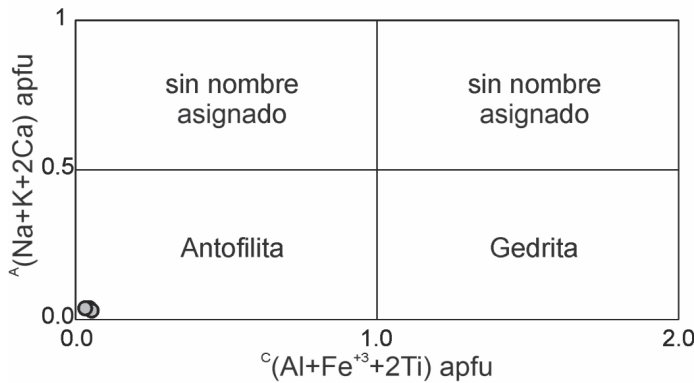 1
sin nombre
asignado
sin nombre
asignado
ᴬ(Na+K+2Ca) apfu
0.5
Antofilita
Gedrita
0.0
0.0
1.0
2.0
ᶜ(Al+Fe⁺³+2Ti) apfu